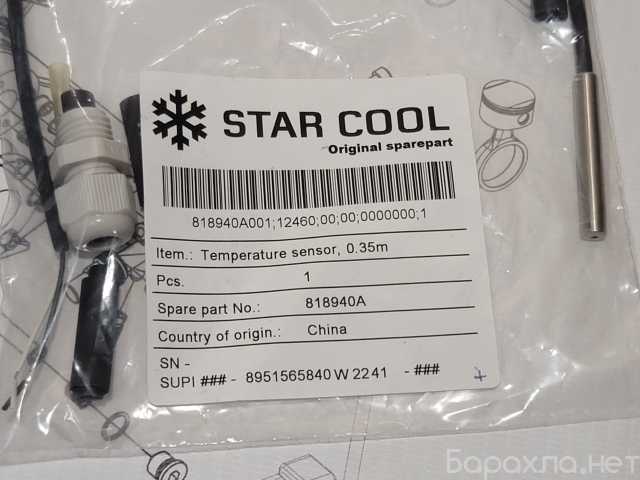 STAR COOL
Original sparepart
818940A001;12460;00;00;0000000;1
Item.: Temperature sensor, 0.35m
Pcs. 1
Spare part No.: 818940A
Country of origin.: China
SN -
SUPI ### - 8951565840 W 2241 - ###
Барахла.нет